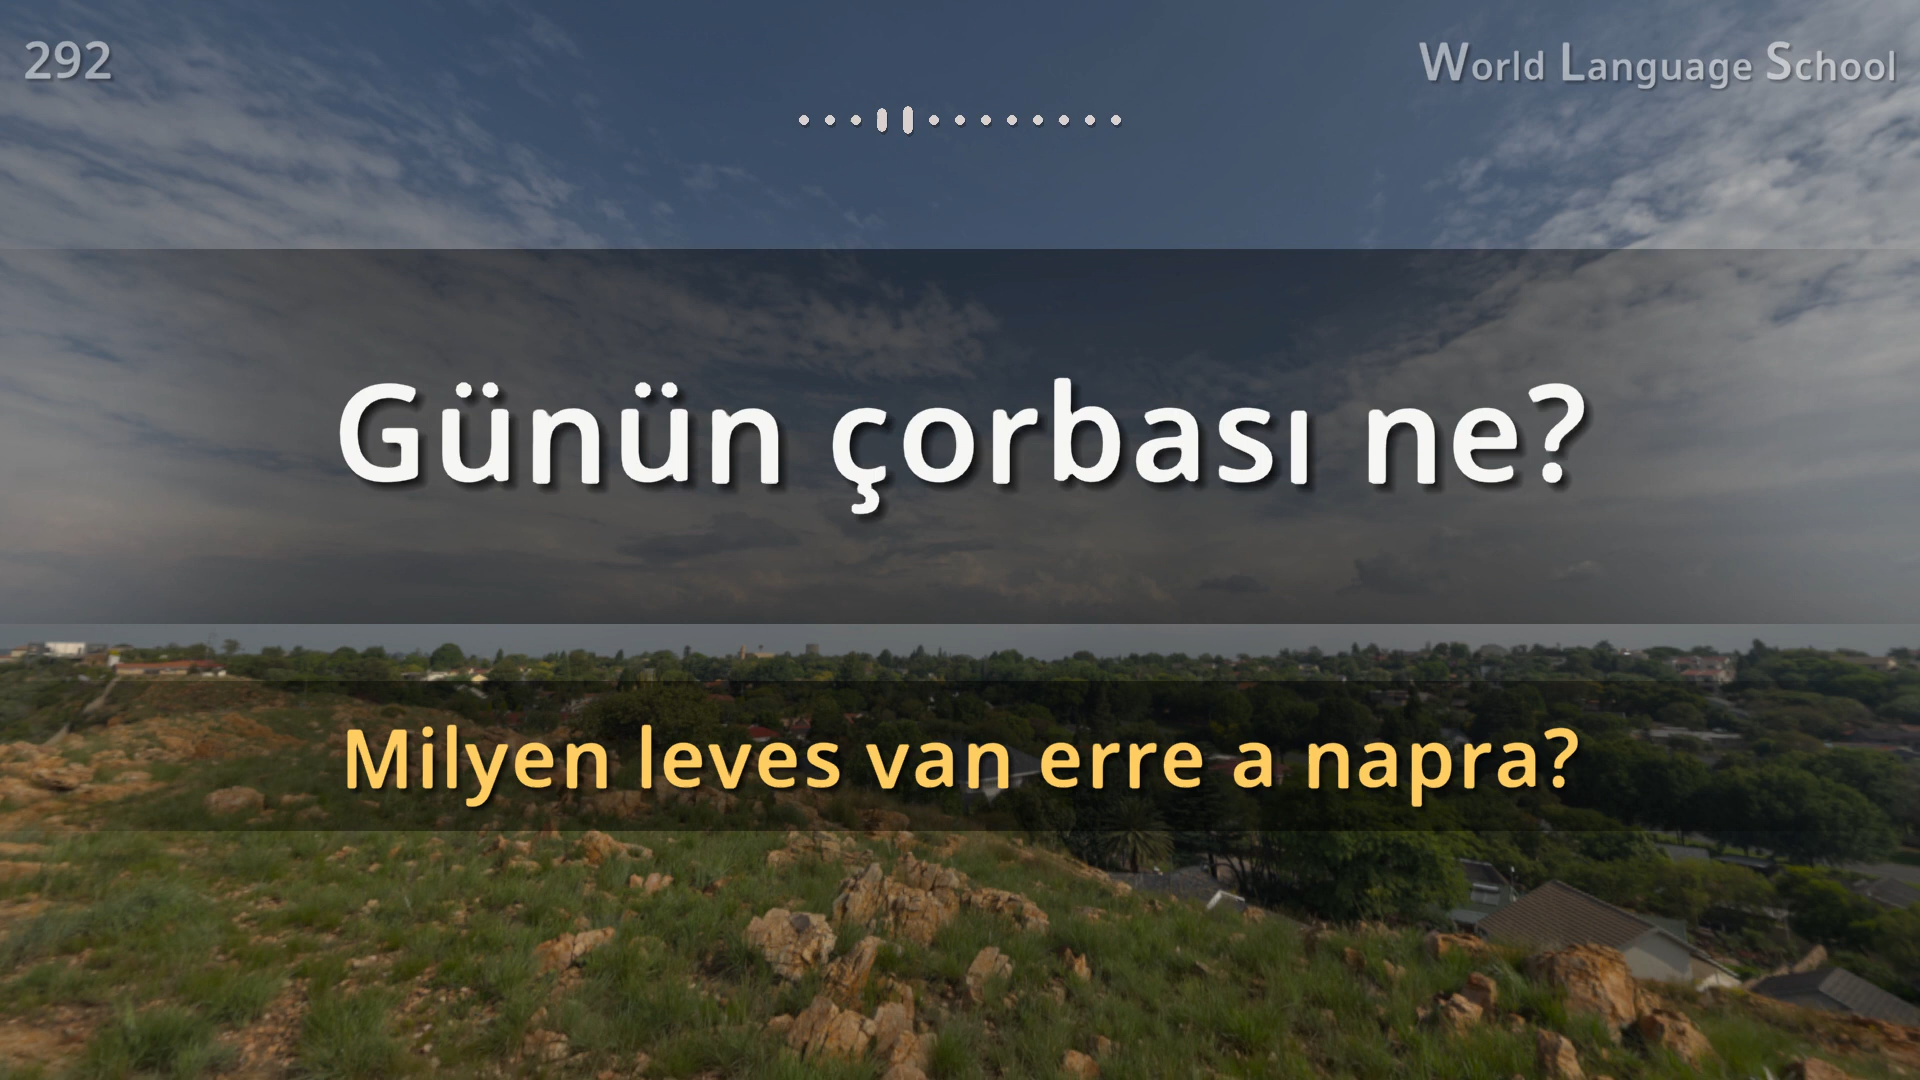 292
World Language School
Günün çorbası ne?
Milyen leves van erre a napra?